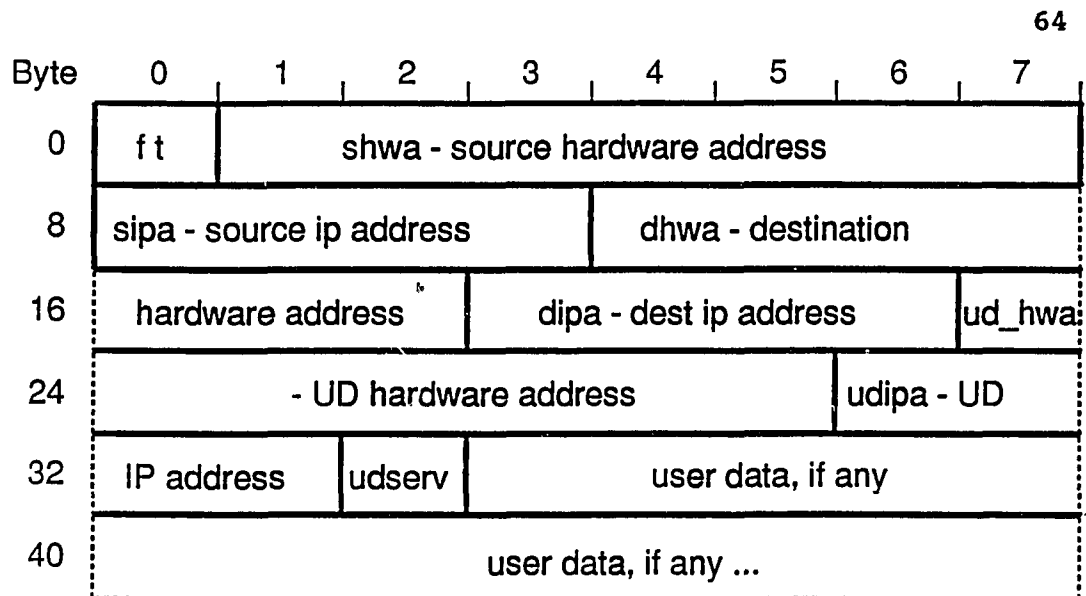 64
Byte 0 1 2 3 4 5 6 7
0 f t shwa - source hardware address
8 sipa - source ip address dhwa - destination
16 hardware address dipa - dest ip address ud_hwa
24 - UD hardware address udipa - UD
32 IP address udserv user data, if any
40 user data, if any ...